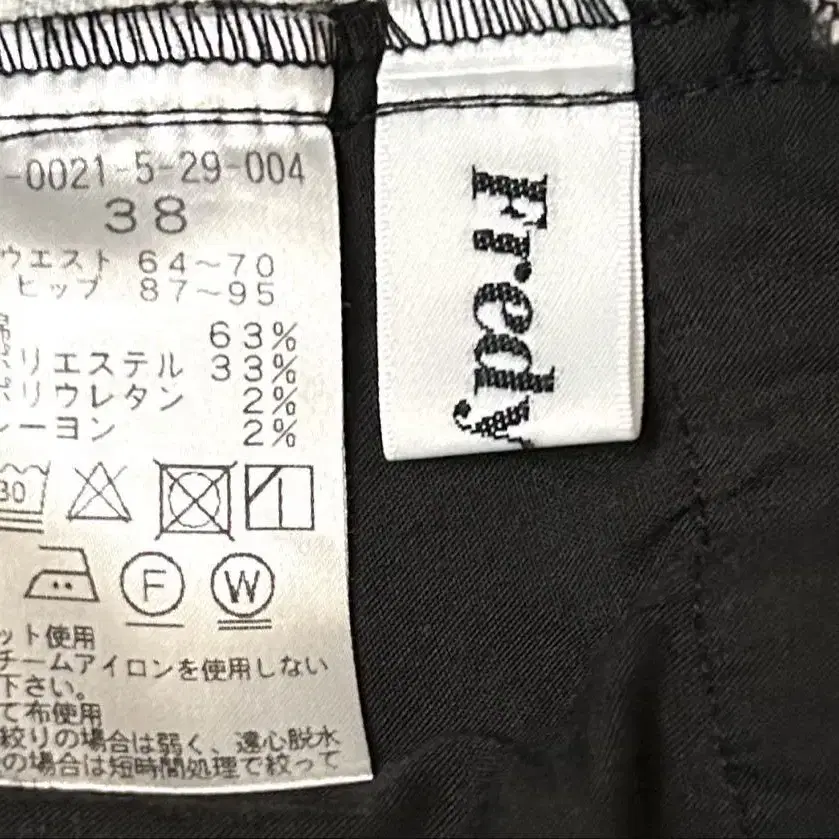 -0021-5-29-004
38
ウエスト 64~70
ヒップ 87~95
綿 63%
ポリエステル 33%
ポリウレタン 2%
レーヨン 2%
30
F W
ット使用
チームアイロンを使用しない
下さい。
て布使用
絞りの場合は弱く、遠心脱水
の場合は短時間処理で絞って
Fredy